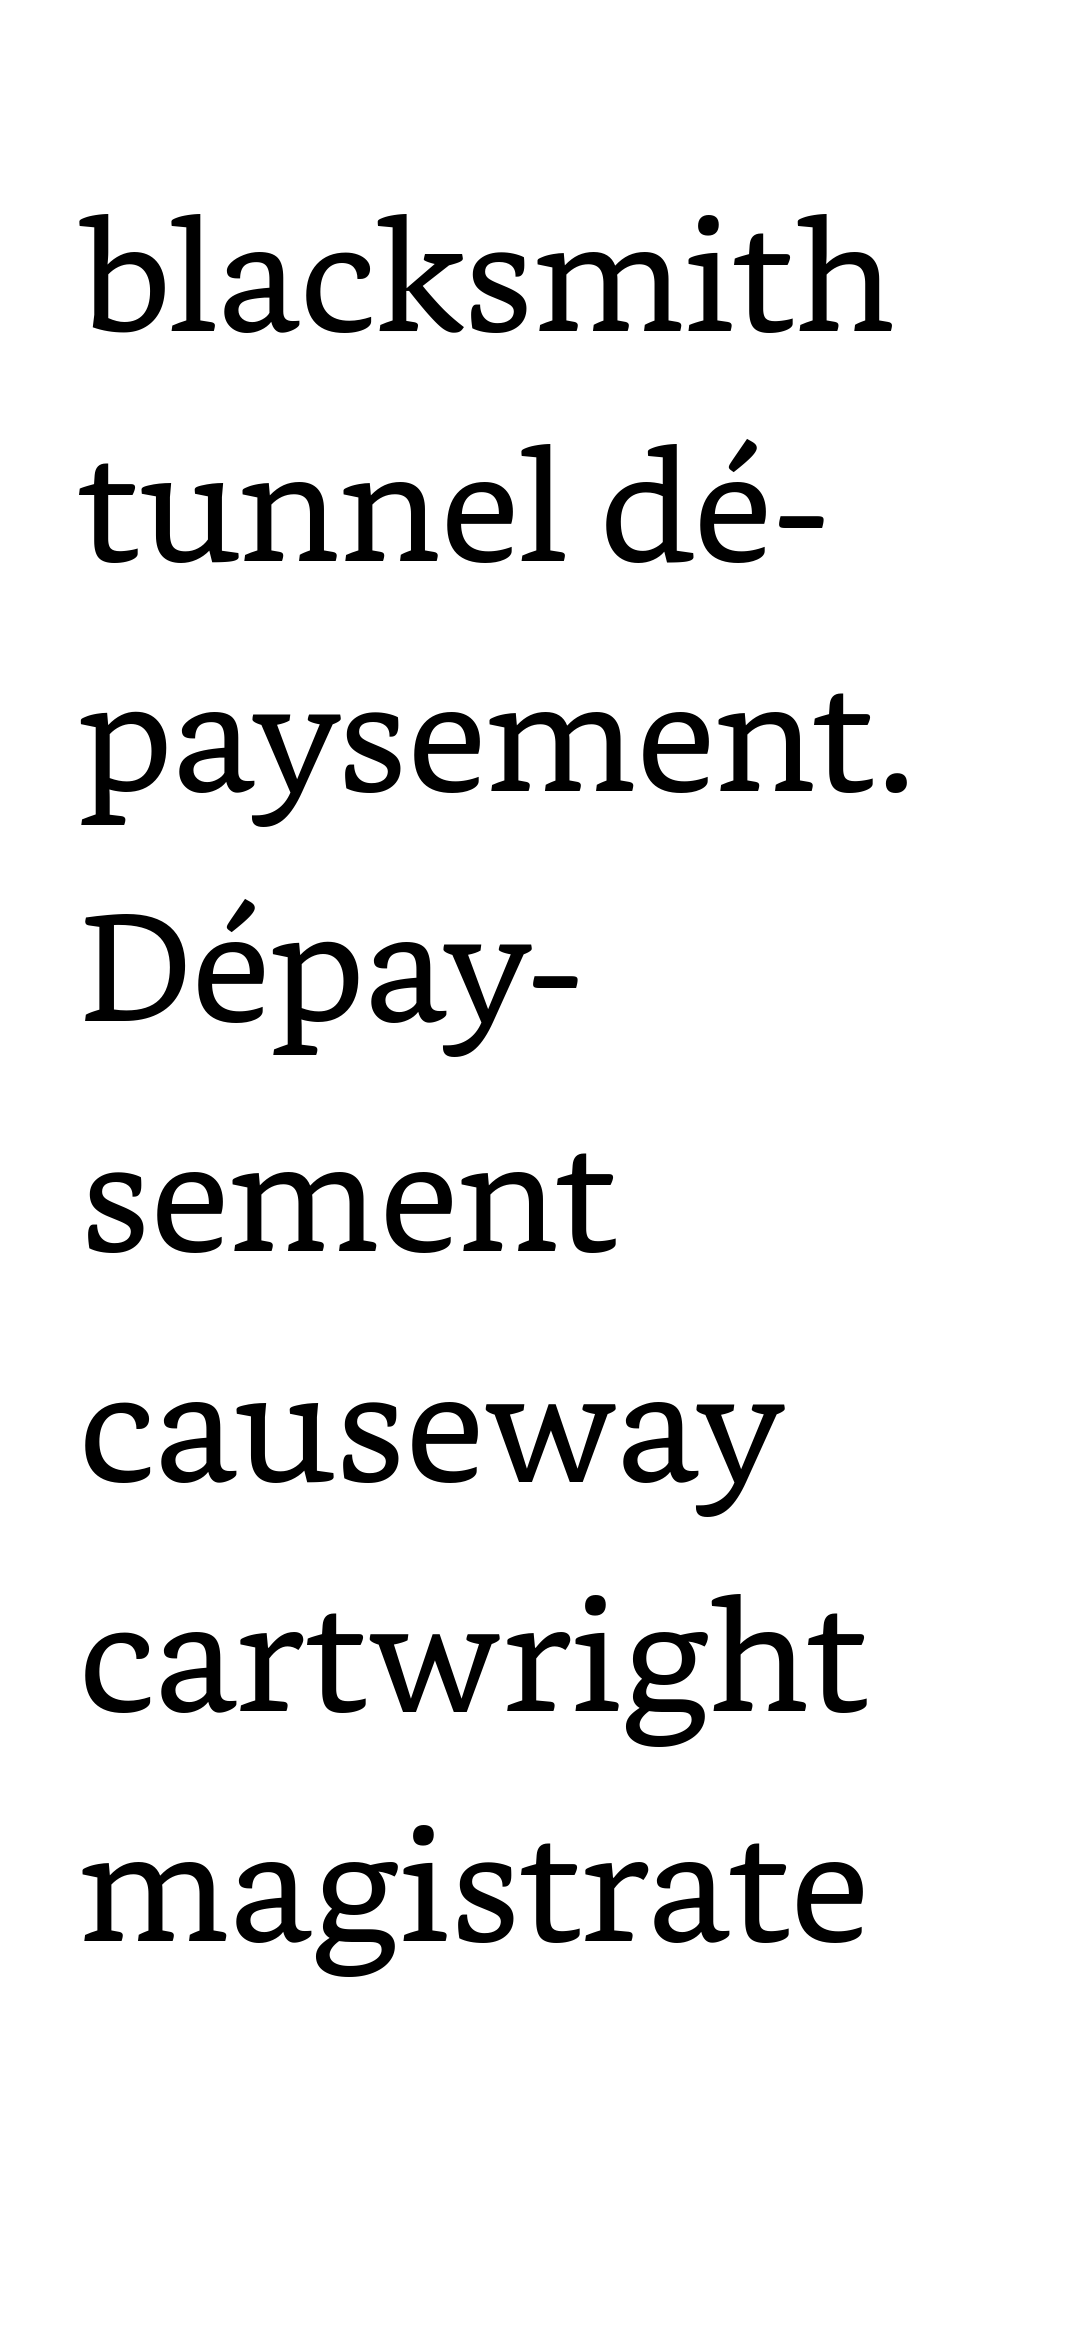 blacksmith
tunnel dé-
paysement.
Dépay-
sement
causeway
cartwright
magistrate